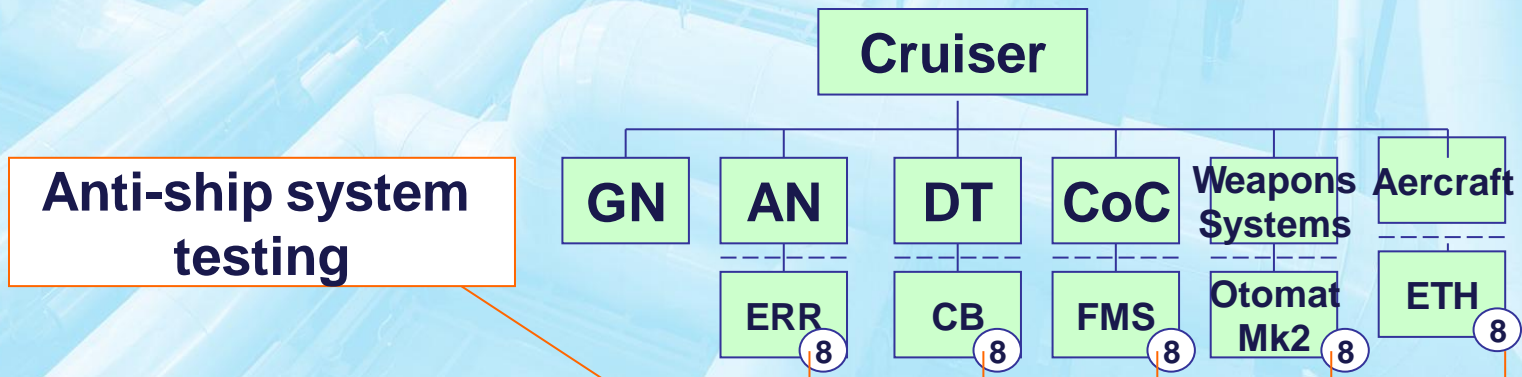 Cruiser
Anti-ship system
testing
GN
AN
DT
CoC
Weapons
Systems
Aercraft
ERR
CB
FMS
Otomat
Mk2
ETH
8
8
8
8
8